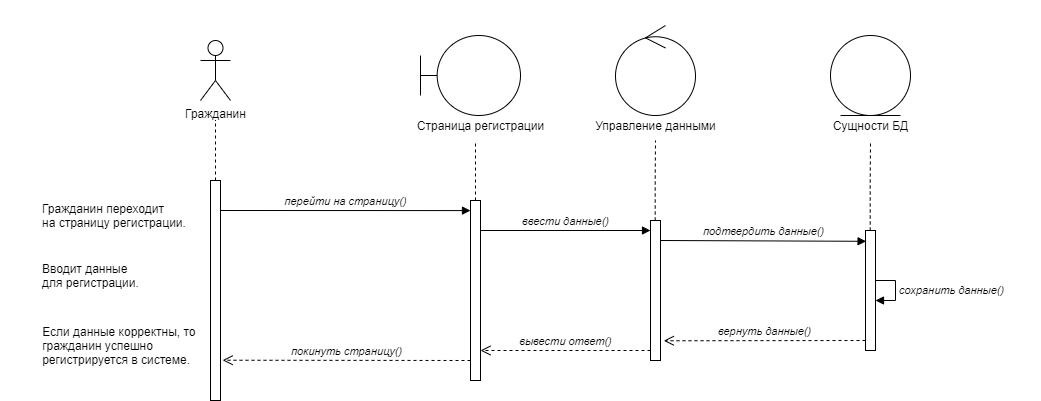 Гражданин
Страница регистрации
Управление данными
Сущности БД
Гражданин переходит
на страницу регистрации.
перейти на страницу()
ввести данные()
подтвердить данные()
Вводит данные
для регистрации.
сохранить данные()
Если данные корректны, то
гражданин успешно
регистрируется в системе.
вернуть данные()
вывести ответ()
покинуть страницу()